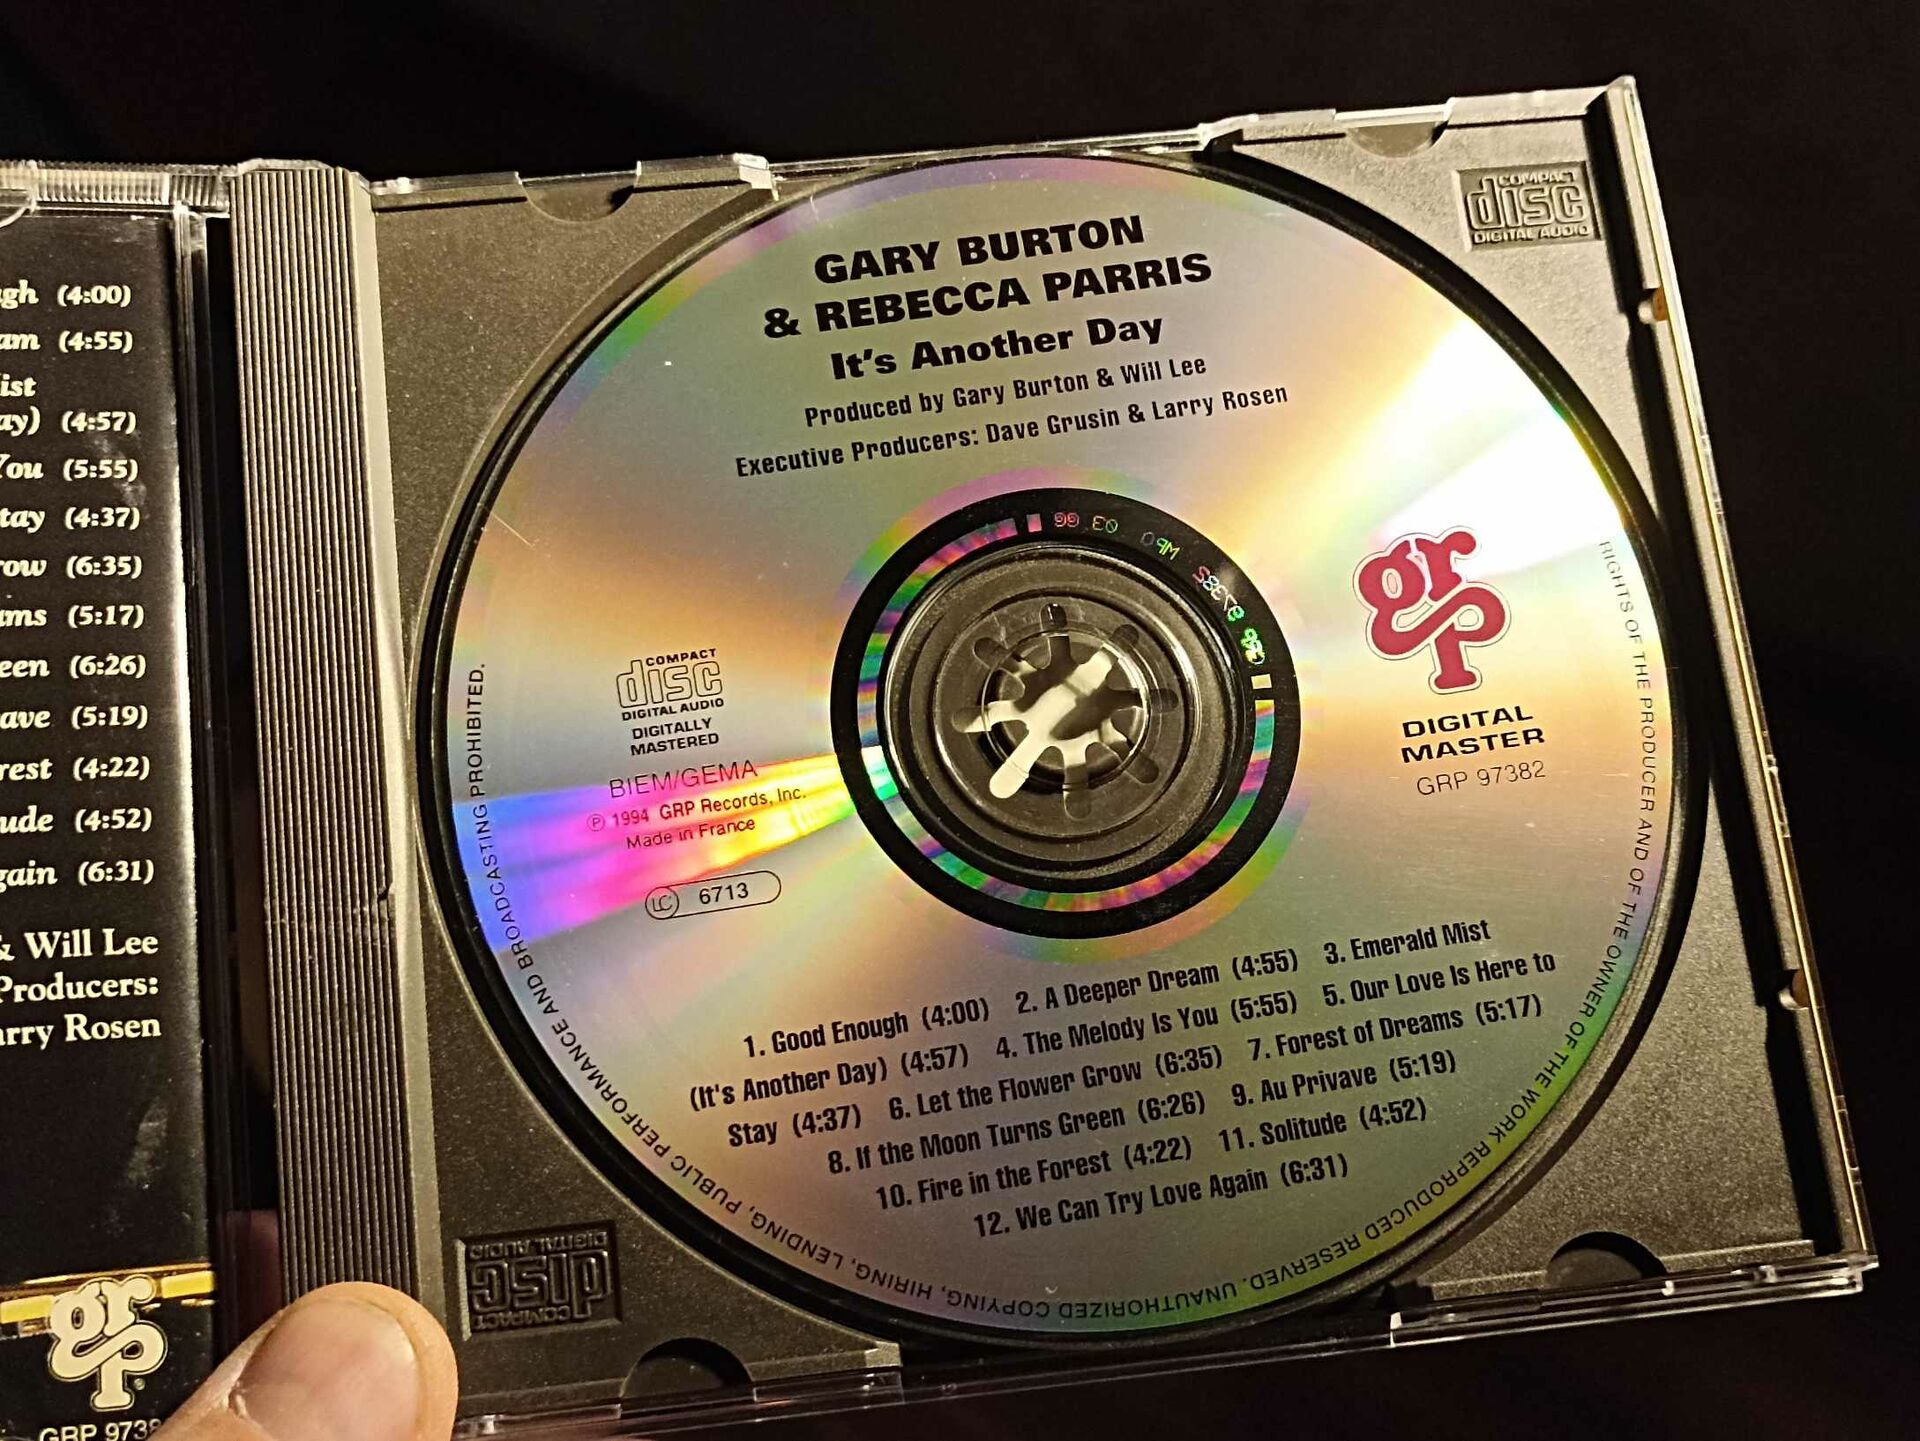 gh (4:00)
am (4:55)
ist
ay) (4:57)
You (5:55)
tay (4:37)
row (6:35)
ams (5:17)
een (6:26)
ave (5:19)
rest (4:22)
ude (4:52)
gain (6:31)
& Will Lee
Producers:
arry Rosen
grp
GRP 9738
COMPACT
disc
DIGITAL AUDIO
GARY BURTON
& REBECCA PARRIS
It's Another Day
Produced by Gary Burton & Will Lee
Executive Producers: Dave Grusin & Larry Rosen
COMPACT
disc
DIGITAL AUDIO
DIGITALLY
MASTERED
BIEM/GEMA
℗ 1994 GRP Records, Inc.
Made in France
LC 6713
grp
DIGITAL
MASTER
GRP 97382
1. Good Enough (4:00) 2. A Deeper Dream (4:55) 3. Emerald Mist
(It's Another Day) (4:57) 4. The Melody Is You (5:55) 5. Our Love Is Here to
Stay (4:37) 6. Let the Flower Grow (6:35) 7. Forest of Dreams (5:17)
8. If the Moon Turns Green (6:26) 9. Au Privave (5:19)
10. Fire in the Forest (4:22) 11. Solitude (4:52)
12. We Can Try Love Again (6:31)
RIGHTS OF THE PRODUCER AND OF THE OWNER OF THE WORK REPRODUCED RESERVED. UNAUTHORIZED COPYING, HIRING, LENDING, PUBLIC PERFORMANCE AND BROADCASTING PROHIBITED.
COMPACT
disc
DIGITAL AUDIO